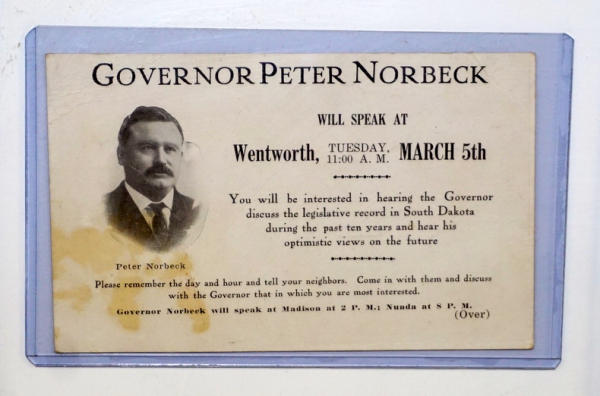 GOVERNOR PETER NORBECK
WILL SPEAK AT
Wentworth, TUESDAY, 11:00 A. M. MARCH 5th
You will be interested in hearing the Governor
discuss the legislative record in South Dakota
during the past ten years and hear his
optimistic views on the future
Peter Norbeck
Please remember the day and hour and tell your neighbors. Come in with them and discuss
with the Governor that in which you are most interested.
Governor Norbeck will speak at Madison at 2 P. M.; Nunda at 8 P. M.
(Over)